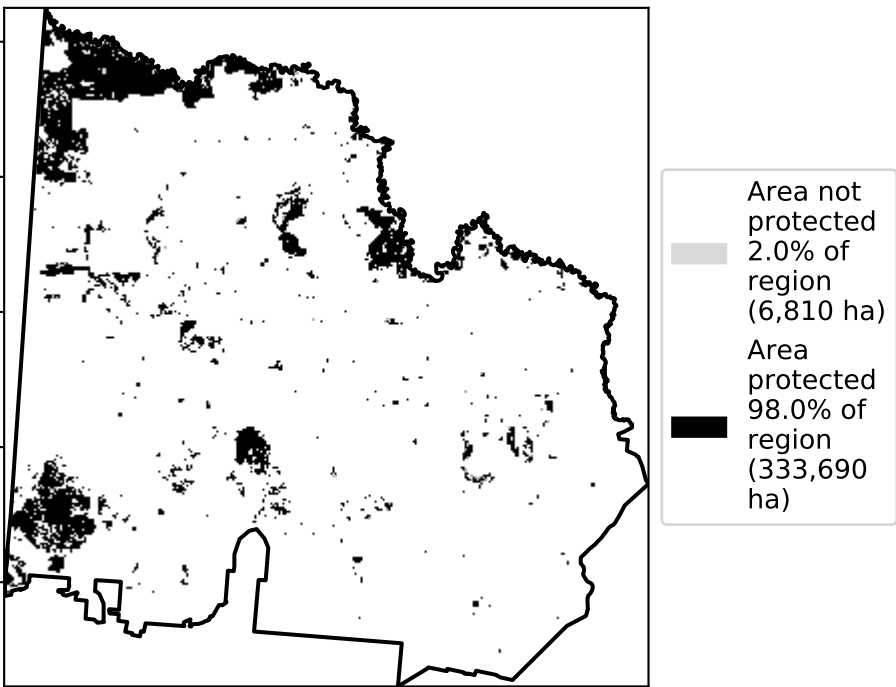 Area not
protected
2.0% of
region
(6,810 ha)
Area
protected
98.0% of
region
(333,690
ha)